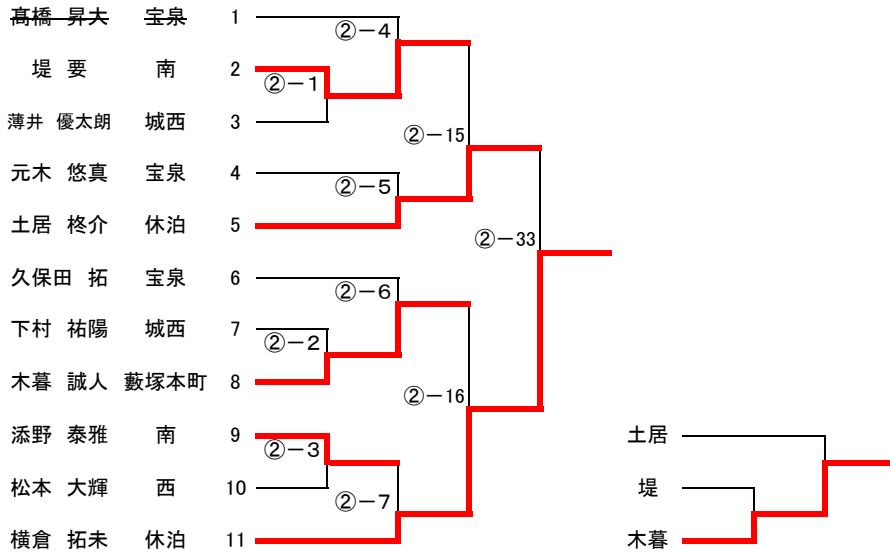 髙橋 昇大 宝泉 1
②－4
堤 要 南 2
②－1
薄井 優太朗 城西 3
②－15
元木 悠真 宝泉 4
②－5
土居 柊介 休泊 5
②－33
久保田 拓 宝泉 6
②－6
下村 祐陽 城西 7
②－2
木暮 誠人 藪塚本町 8
②－16
添野 泰雅 南 9
②－3
土居
松本 大輝 西 10
②－7
堤
横倉 拓未 休泊 11
木暮